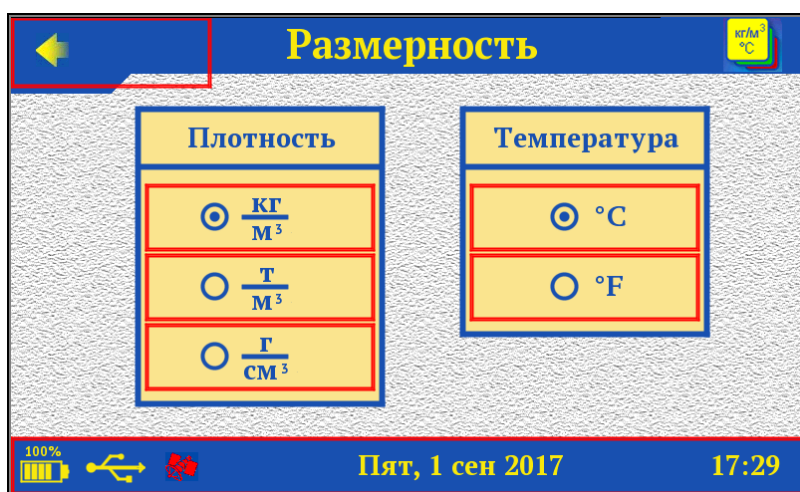 Размерность
кг/м³
°C
Плотность
кг
м³
т
м³
г
см³
Температура
°C
°F
100%
Пят, 1 сен 2017
17:29